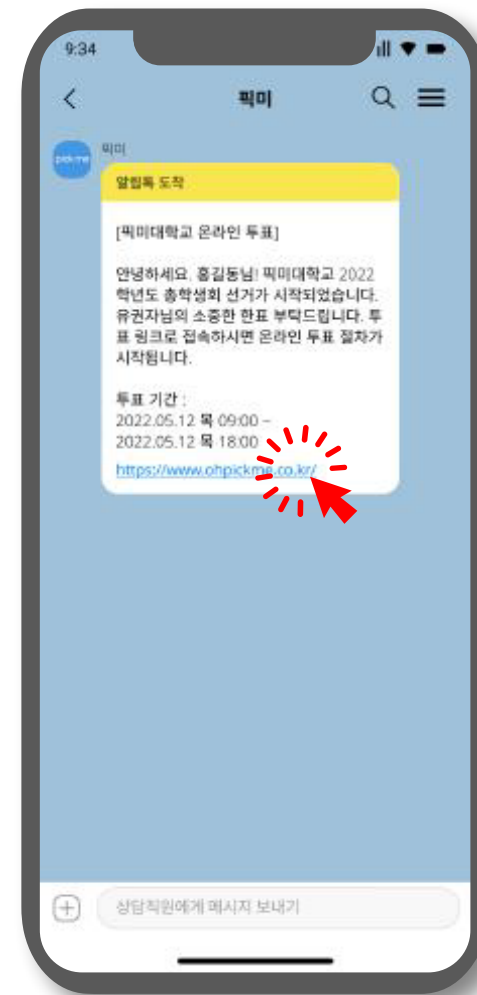 9:34
픽미
pickme
픽미
알림톡 도착
[픽미대학교 온라인 투표]
안녕하세요. 홍길동님! 픽미대학교 2022
학년도 총학생회 선거가 시작되었습니다.
유권자님의 소중한 한표 부탁드립니다. 투
표 링크로 접속하시면 온라인 투표 절차가
시작됩니다.
투표 기간 :
2022.05.12 목 09:00 ~
2022.05.12 목 18:00
https://www.ohpickme.co.kr/
상담직원에게 메시지 보내기